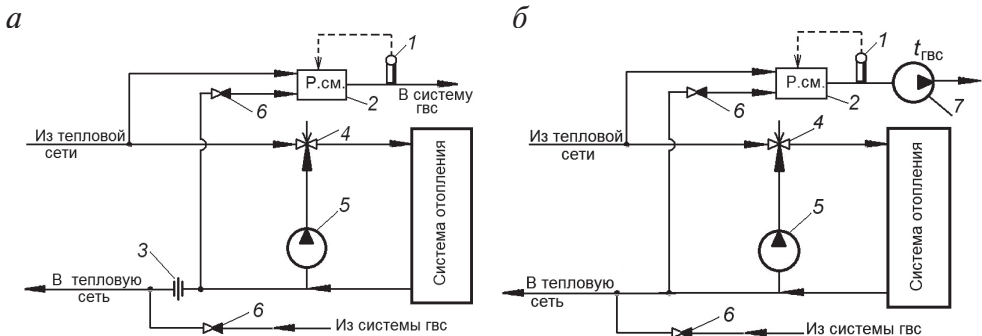 а
1
Р.см.
2
В систему
гвс
6
Из тепловой
сети
4
Система отопления
5
3
В тепловую
сеть
6
Из системы гвс
б
1
tгвс
Р.см.
2
7
6
Из тепловой
сети
4
Система отопления
5
В тепловую
сеть
6
Из системы гвс